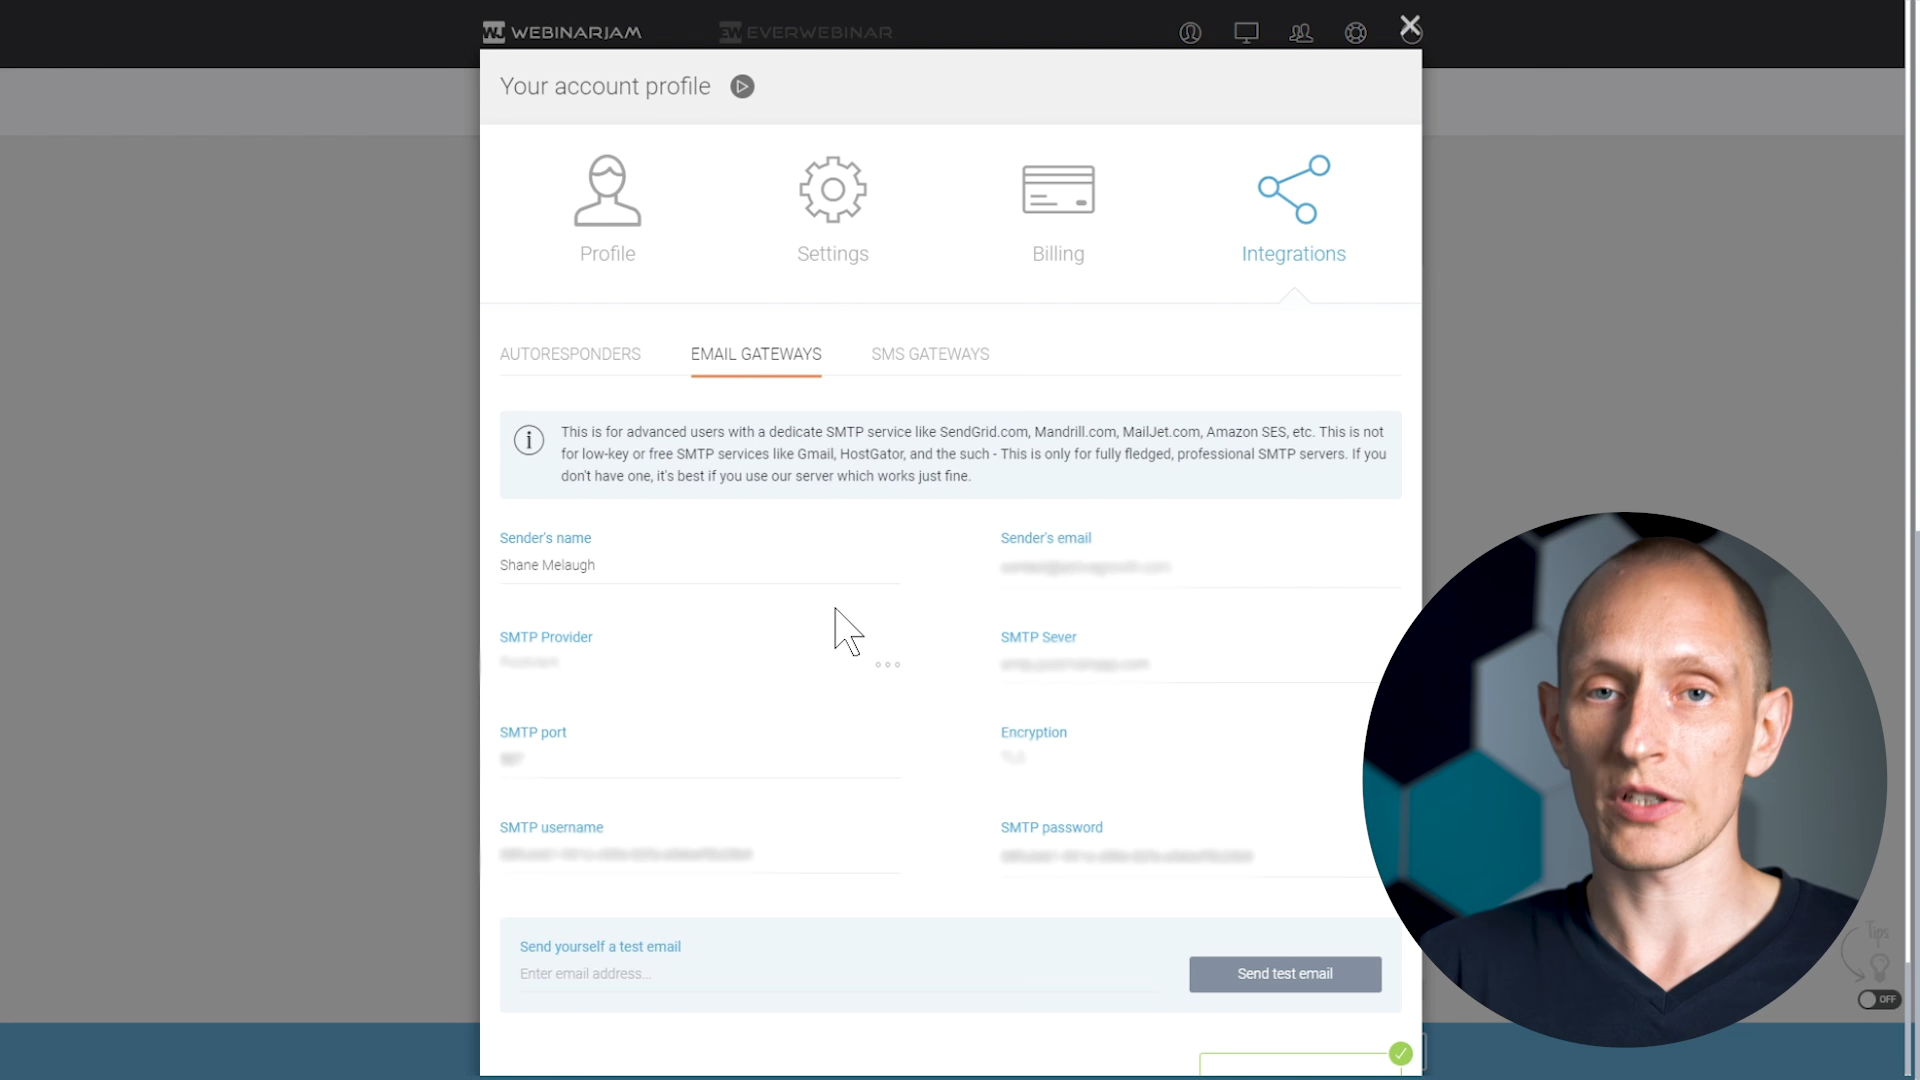 WJ WEBINARJAM
EW EVERWEBINAR
Your account profile
Profile
Settings
Billing
Integrations
AUTORESPONDERS
EMAIL GATEWAYS
SMS GATEWAYS
This is for advanced users with a dedicate SMTP service like SendGrid.com, Mandrill.com, MailJet.com, Amazon SES, etc. This is not
for low-key or free SMTP services like Gmail, HostGator, and the such - This is only for fully fledged, professional SMTP servers. If you
don't have one, it's best if you use our server which works just fine.
Sender's name
Shane Melaugh
Sender's email
SMTP Provider
SMTP Sever
SMTP port
Encryption
SMTP username
SMTP password
Send yourself a test email
Enter email address...
Send test email
Tips
OFF